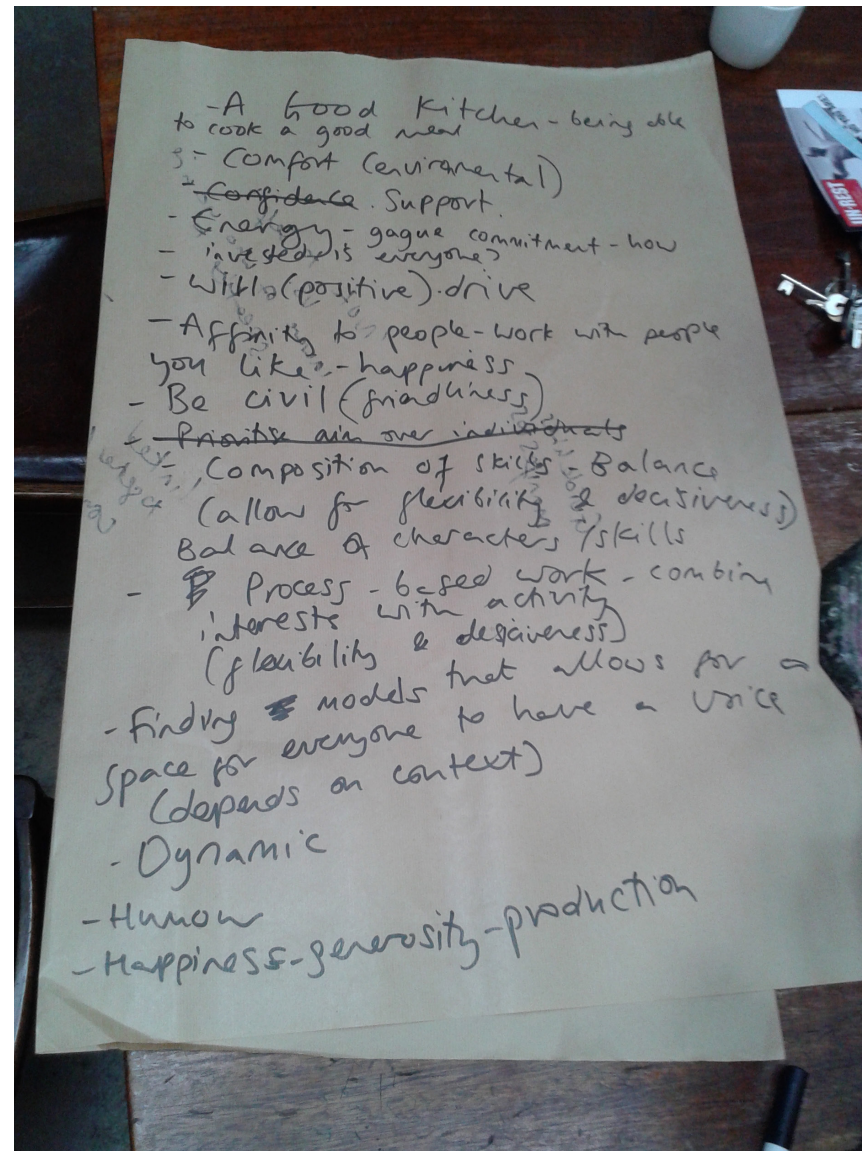 - A Good Kitchen - being able
to cook a good meal
- Comfort (enviromental)
- Confidence. Support.
- Energy - gague commitment - how
- invested is everyone?
- Will (positive) drive
- Affinity to people - work with people
you like - happiness
- Be civil (friendliness)
- Prioritise aim over individuals
- Composition of skills - Balance
(allow for flexibility & decisiveness)
Balance of characters / skills
- Process - based work - combine
interests with activity
(flexibility & desciveness)
- Finding models that allows for a
space for everyone to have a voice
(depends on context)
- Dynamic
- Humour
- Happiness - generosity - production
UN-REST